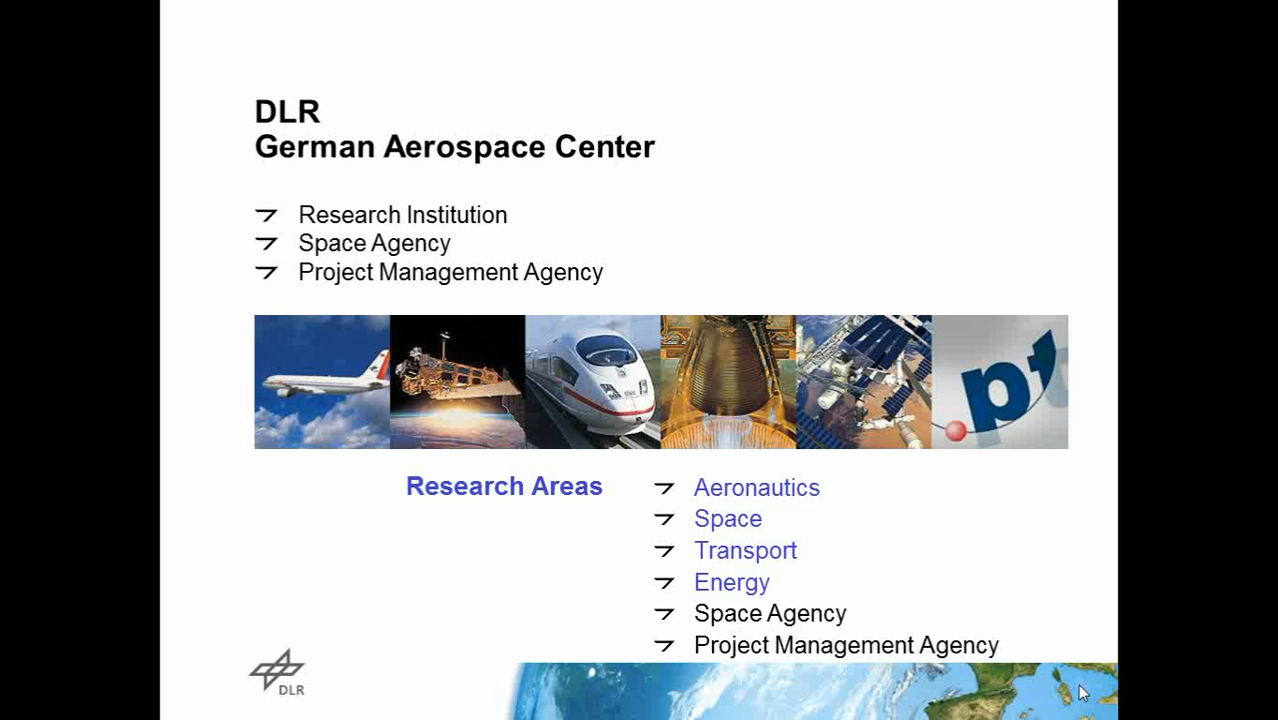 DLR
German Aerospace Center
Research Institution
Space Agency
Project Management Agency
pt
Research Areas
Aeronautics
Space
Transport
Energy
Space Agency
Project Management Agency
DLR